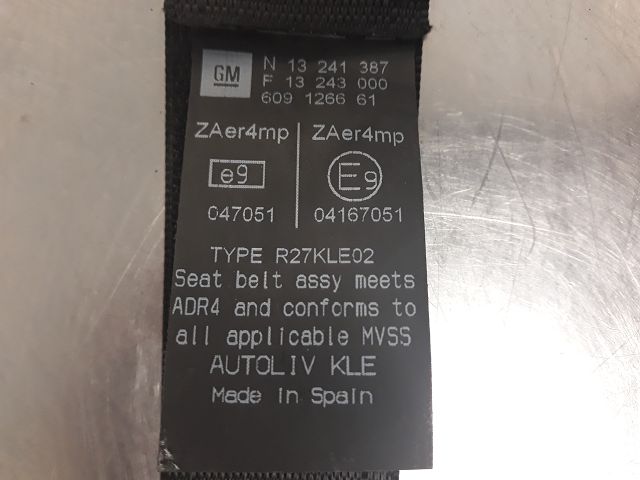 GM
N 13 241 387
F 13 243 000
609 1266 61
ZAer4mp ZAer4mp
e9 E9
047051 04167051
TYPE R27KLE02
Seat belt assy meets
ADR4 and conforms to
all applicable MVSS
AUTOLIV KLE
Made in Spain